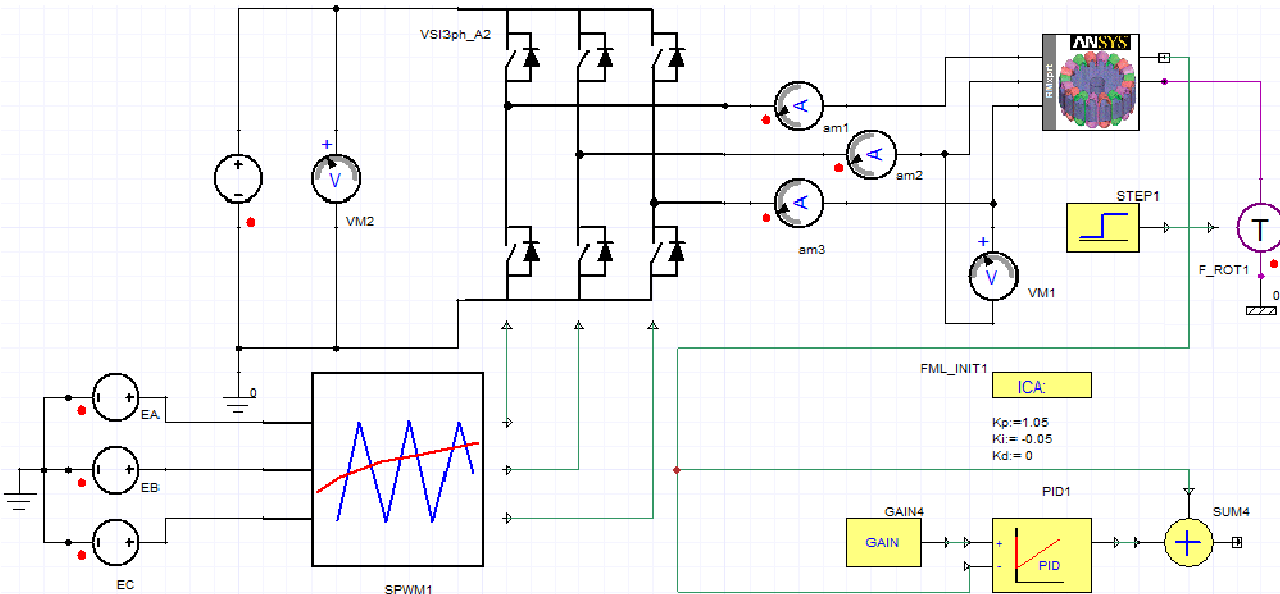 VSI3ph_A2
ANSYS
RMxprt
A
am1
A
am2
+
V
VM2
A
am3
STEP1
T
F_ROT1
0
+
V
VM1
0
FML_INIT1
ICA:
Kp:=1.05
Ki:= -0.05
Kd:= 0
EA
EB
EC
SPWM1
PID1
GAIN4
GAIN
PID
SUM4